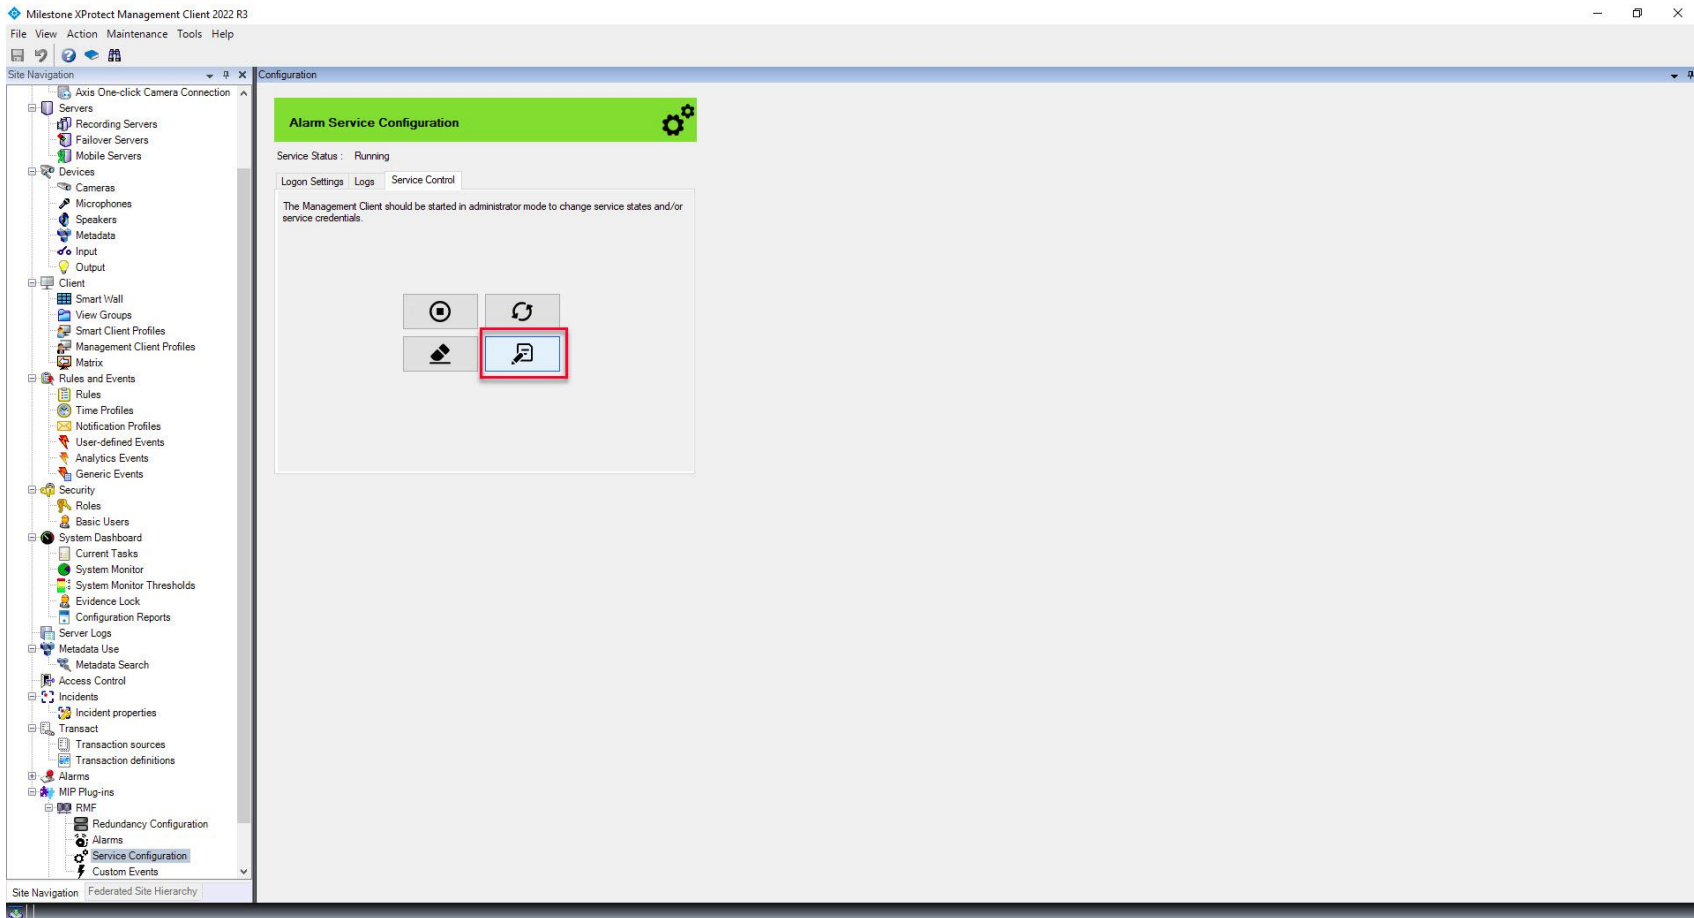 Milestone XProtect Management Client 2022 R3
File View Action Maintenance Tools Help
Site Navigation
Axis One-click Camera Connection
Servers
Recording Servers
Failover Servers
Mobile Servers
Devices
Cameras
Microphones
Speakers
Metadata
Input
Output
Client
Smart Wall
View Groups
Smart Client Profiles
Management Client Profiles
Matrix
Rules and Events
Rules
Time Profiles
Notification Profiles
User-defined Events
Analytics Events
Generic Events
Security
Roles
Basic Users
System Dashboard
Current Tasks
System Monitor
System Monitor Thresholds
Evidence Lock
Configuration Reports
Server Logs
Metadata Use
Metadata Search
Access Control
Incidents
Incident properties
Transact
Transaction sources
Transaction definitions
Alarms
MIP Plug-ins
RMF
Redundancy Configuration
Alarms
Service Configuration
Custom Events
Site Navigation Federated Site Hierarchy
Configuration
Alarm Service Configuration
Service Status : Running
Logon Settings Logs Service Control
The Management Client should be started in administrator mode to change service states and/or
service credentials.